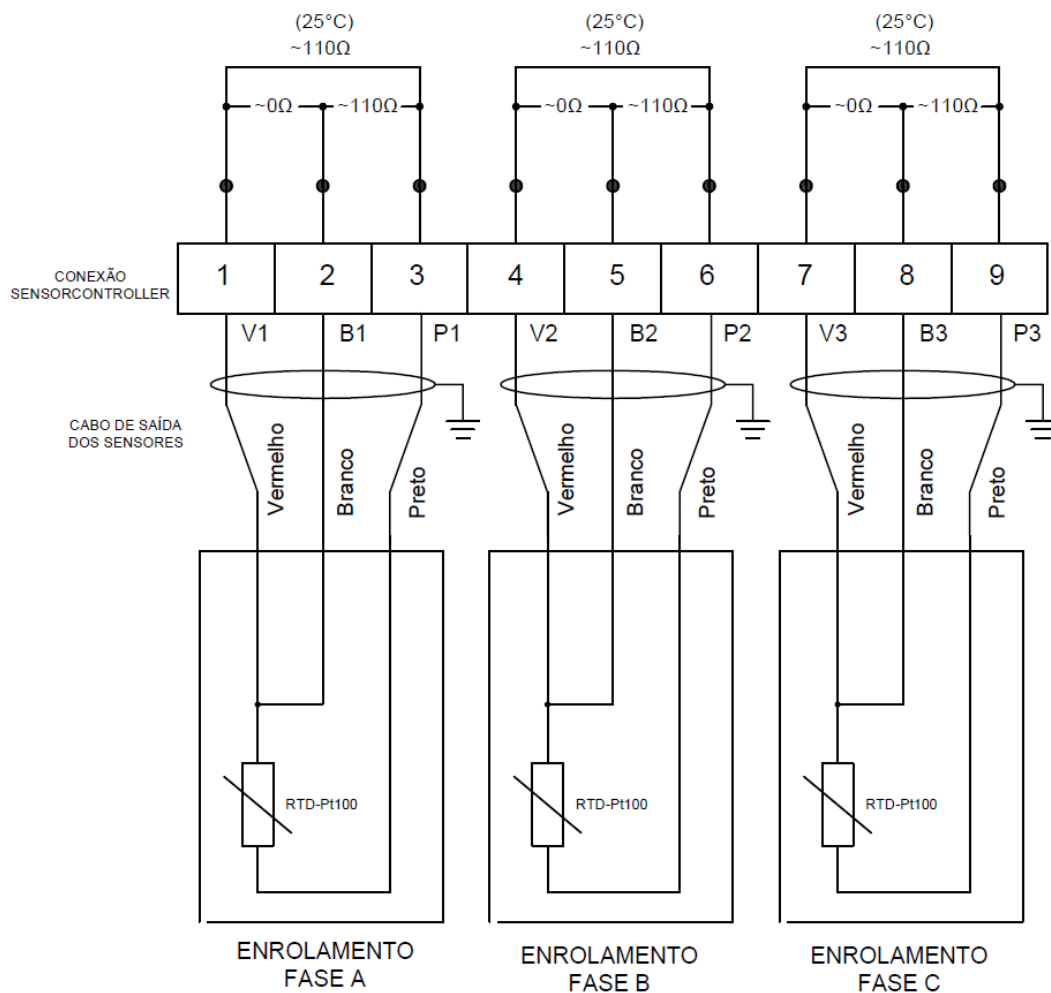 (25°C)
~110Ω
(25°C)
~110Ω
(25°C)
~110Ω
~0Ω
~110Ω
~0Ω
~110Ω
~0Ω
~110Ω
CONEXÃO
SENSORCONTROLLER
1
2
3
4
5
6
7
8
9
V1
B1
P1
V2
B2
P2
V3
B3
P3
CABO DE SAÍDA
DOS SENSORES
Vermelho
Branco
Preto
Vermelho
Branco
Preto
Vermelho
Branco
Preto
RTD-Pt100
RTD-Pt100
RTD-Pt100
ENROLAMENTO
FASE A
ENROLAMENTO
FASE B
ENROLAMENTO
FASE C